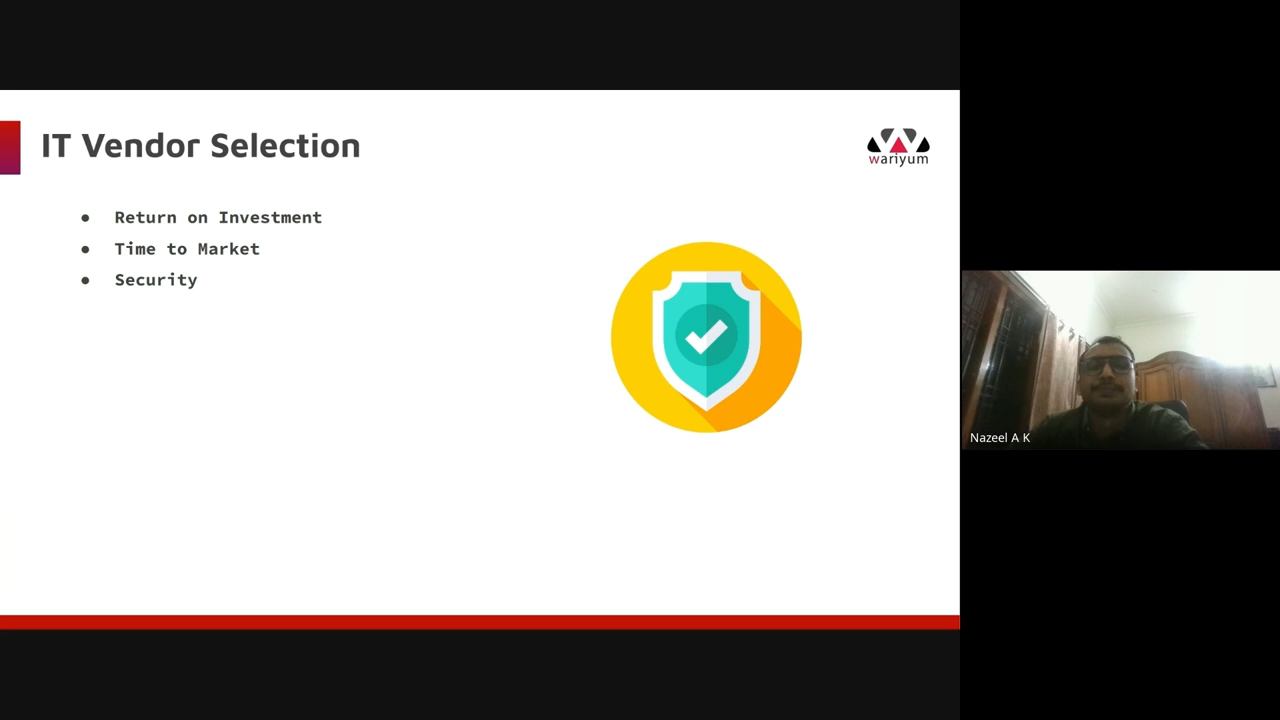 IT Vendor Selection
wariyum
● Return on Investment
● Time to Market
● Security
Nazeel A K